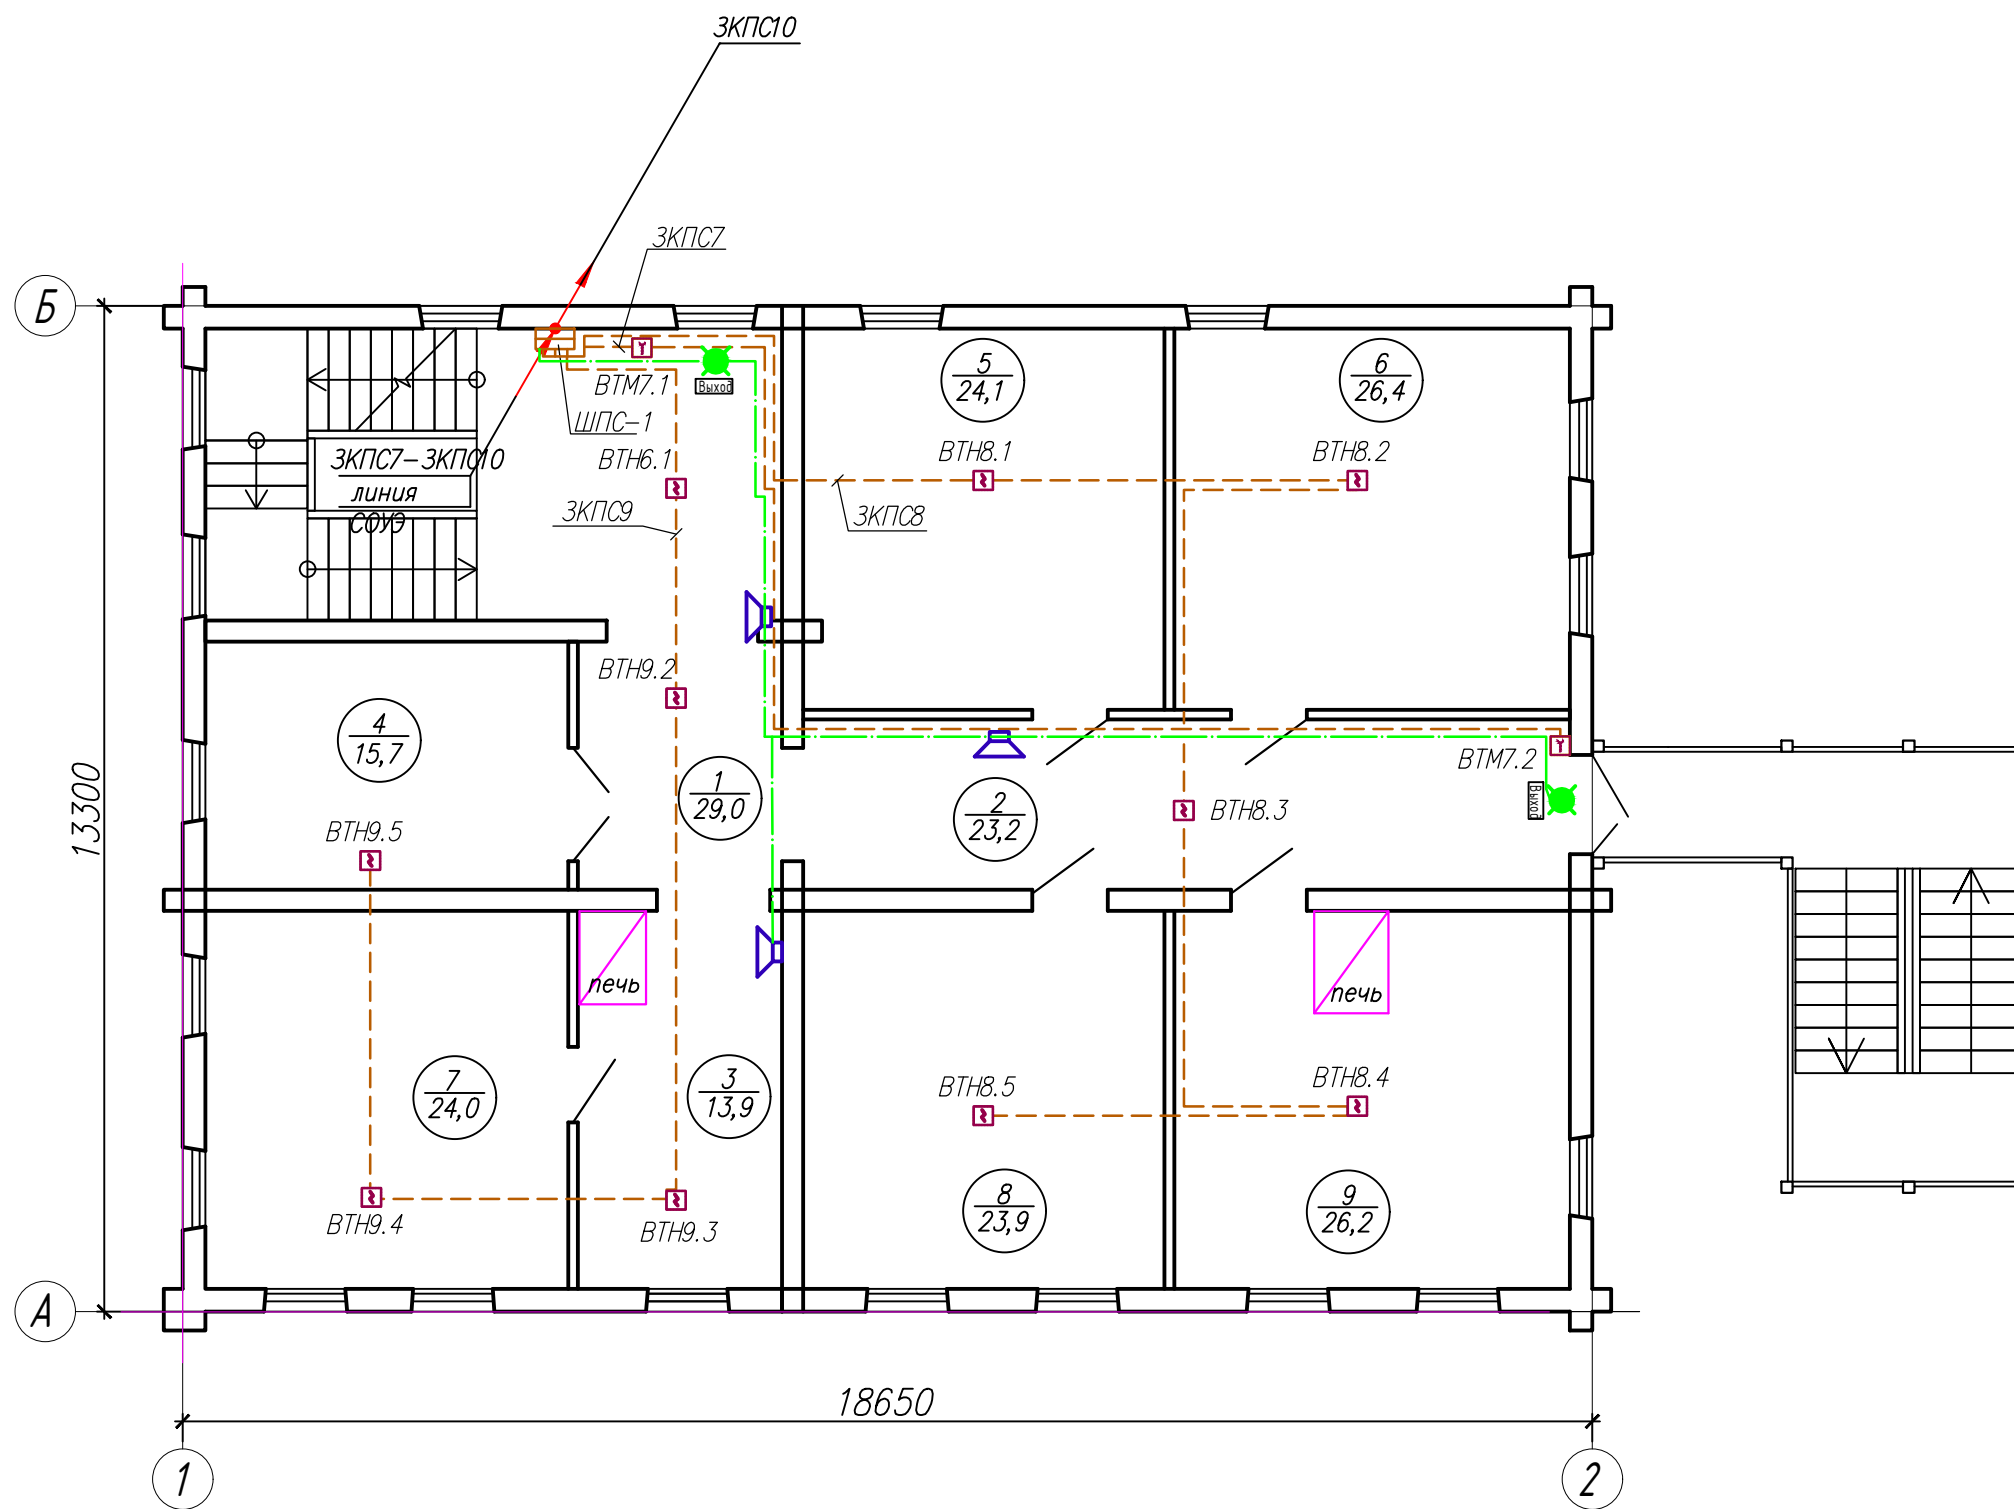 ЗКПС10
ЗКПС7
Б
ВТМ7.1
Выход
ШПС-1
5
24,1
6
26,4
ВТН6.1
ВТН8.1
ВТН8.2
ЗКПС7-ЗКПС10
линия
СОУЭ
ЗКПС9
ЗКПС8
ВТН9.2
4
15,7
1
29,0
2
23,2
ВТМ7.2
Выход
ВТН8.3
13300
ВТН9.5
печь
печь
7
24,0
3
13,9
ВТН8.5
ВТН8.4
ВТН9.4
ВТН9.3
8
23,9
9
26,2
А
18650
1
2